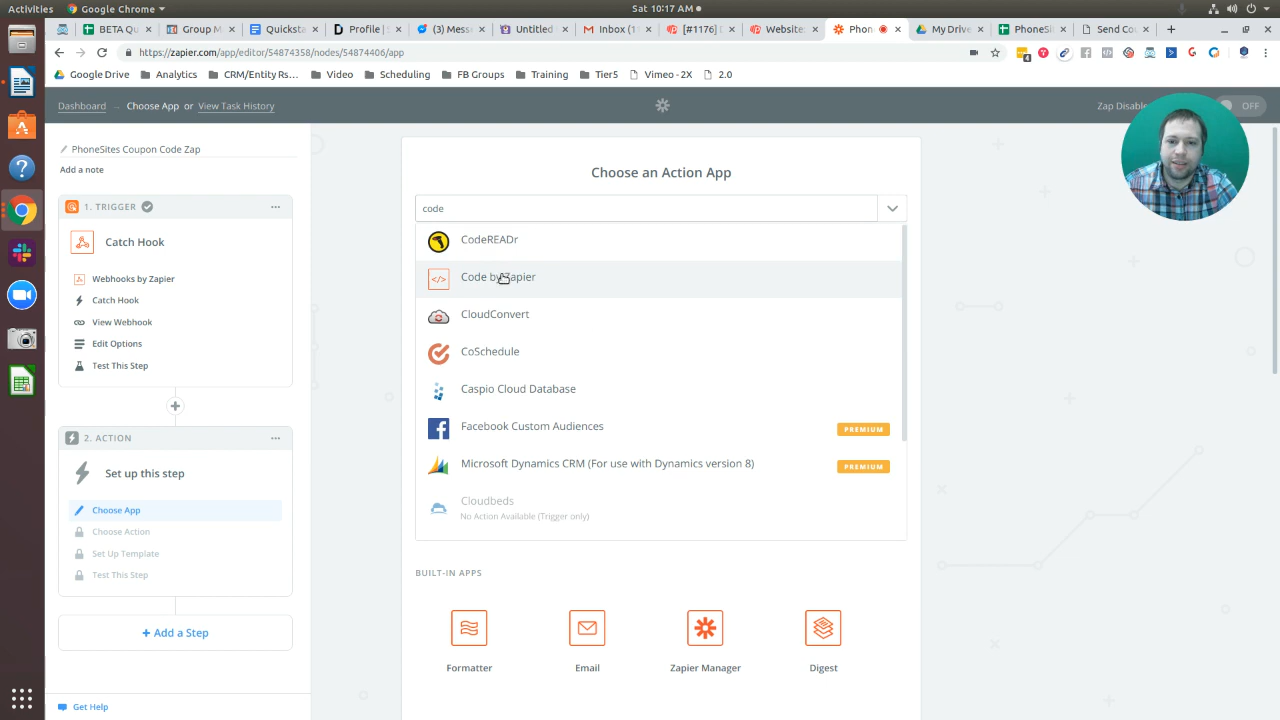 Activities
Google Chrome
Sat 10:17 AM
BETA Q
Group M
Quickst
Profile | S
(3) Mess
Untitled
Inbox (1
[#1176] D
Website
Phon
My Driv
PhoneSi
Send Co
https://zapier.com/app/editor/54874358/nodes/54874406/app
4
Google Drive
Analytics
CRM/Entity Rs...
Video
Scheduling
FB Groups
Training
Tier5
Vimeo - 2X
2.0
Dashboard
Choose App or View Task History
Zap Disable
OFF
PhoneSites Coupon Code Zap
Add a note
1. TRIGGER
Catch Hook
Webhooks by Zapier
Catch Hook
View Webhook
Edit Options
Test This Step
2. ACTION
Set up this step
Choose App
Choose Action
Set Up Template
Test This Step
+ Add a Step
Get Help
Choose an Action App
code
CodeREADr
Code by Zapier
CloudConvert
CoSchedule
Caspio Cloud Database
Facebook Custom Audiences
PREMIUM
Microsoft Dynamics CRM (For use with Dynamics version 8)
PREMIUM
Cloudbeds
No Action Available (Trigger only)
BUILT-IN APPS
Formatter
Email
Zapier Manager
Digest